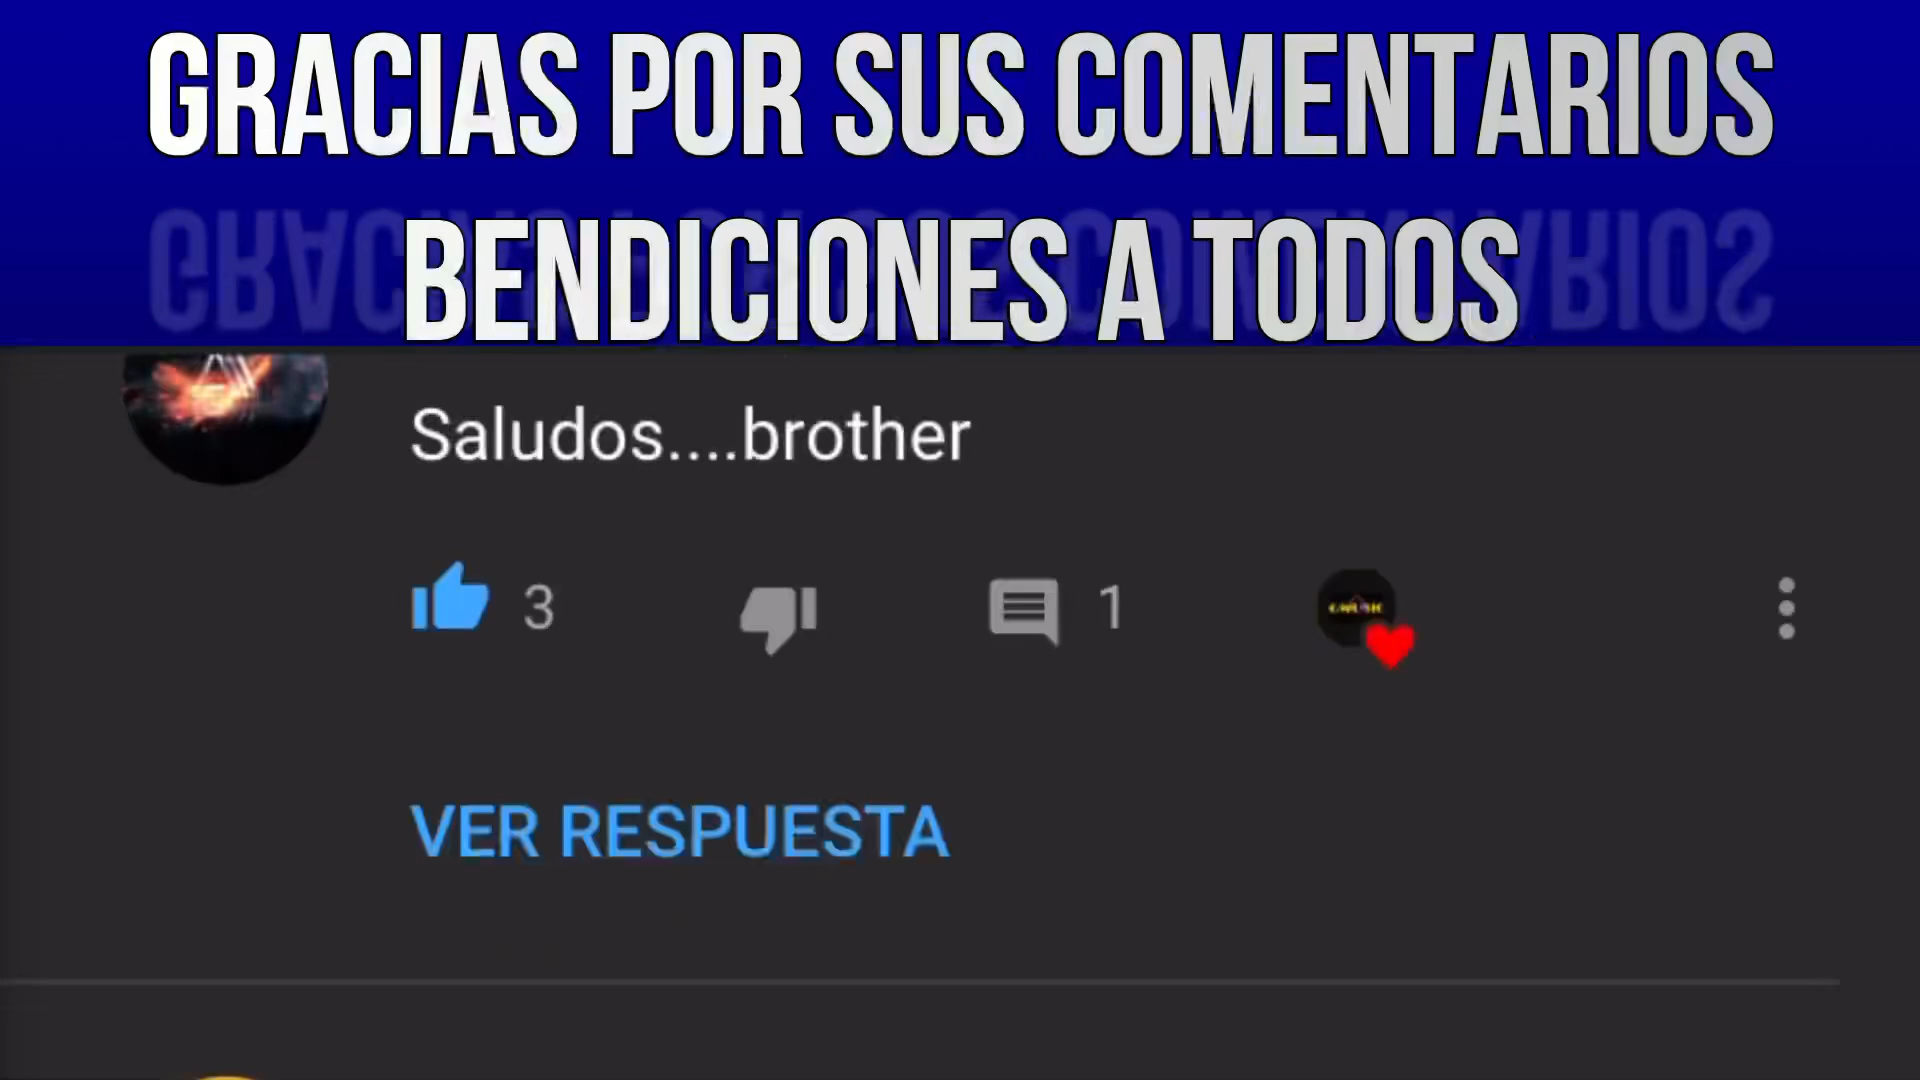 GRACIAS POR SUS COMENTARIOS
BENDICIONES A TODOS
Saludos....brother
3
1
VER RESPUESTA